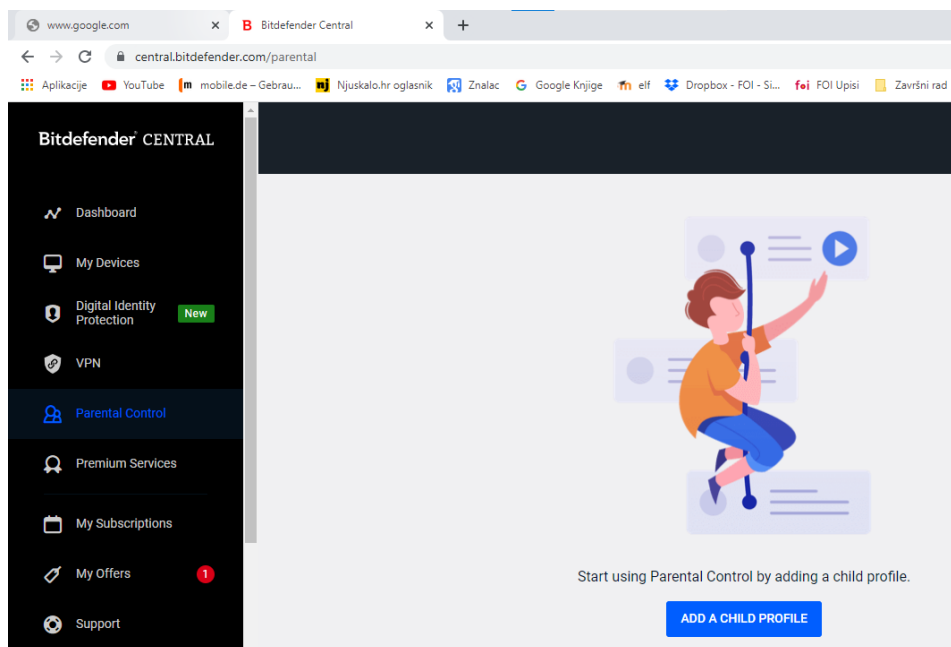 www.google.com
Bitdefender Central
central.bitdefender.com/parental
Aplikacije
YouTube
mobile.de – Gebrau...
Njuskalo.hr oglasnik
Znalac
Google Knjige
elf
Dropbox - FOI - Si...
FOI Upisi
Završni rad
Bitdefender CENTRAL
Dashboard
My Devices
Digital Identity
Protection
New
VPN
Parental Control
Premium Services
My Subscriptions
My Offers
1
Support
Start using Parental Control by adding a child profile.
ADD A CHILD PROFILE